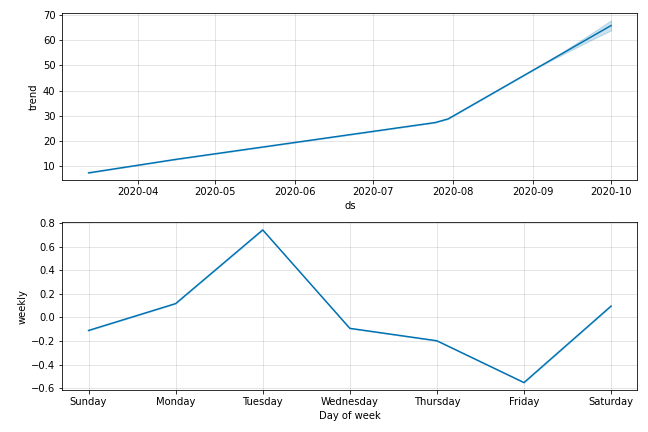 70
60
50
40
30
20
10
trend
2020-04 2020-05 2020-06 2020-07 2020-08 2020-09 2020-10
ds
0.8
0.6
0.4
0.2
0.0
−0.2
−0.4
−0.6
weekly
Sunday Monday Tuesday Wednesday Thursday Friday Saturday
Day of week